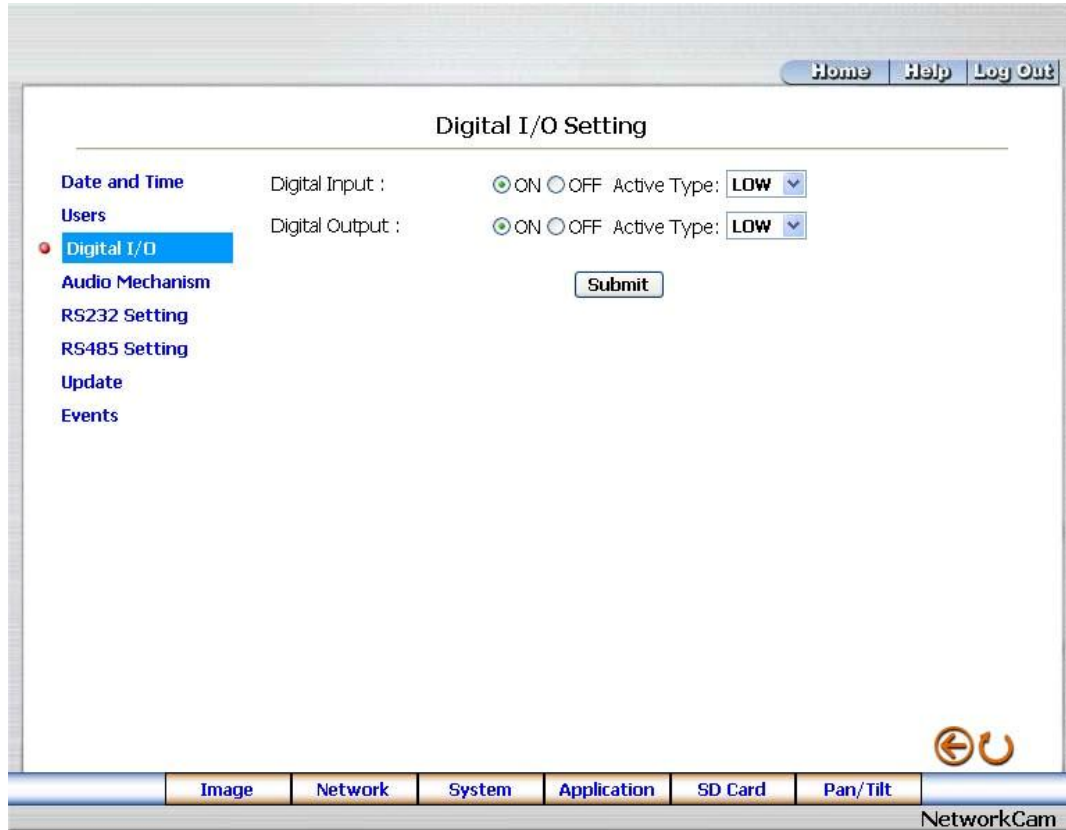 Home Help Log Out
Digital I/O Setting
Date and Time
Users
Digital I/O
Audio Mechanism
RS232 Setting
RS485 Setting
Update
Events
Digital Input : ON OFF Active Type: LOW
Digital Output : ON OFF Active Type: LOW
Submit
Image Network System Application SD Card Pan/Tilt
NetworkCam